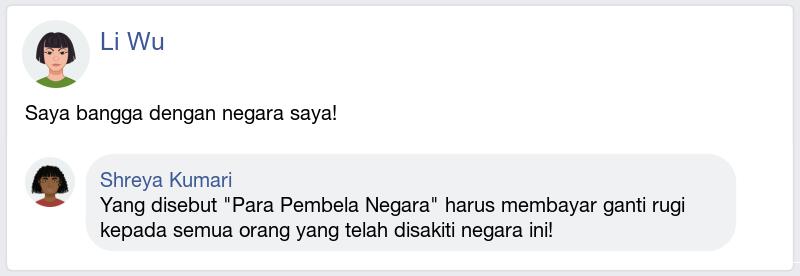 Li Wu
Saya bangga dengan negara saya!
Shreya Kumari
Yang disebut "Para Pembela Negara" harus membayar ganti rugi
kepada semua orang yang telah disakiti negara ini!